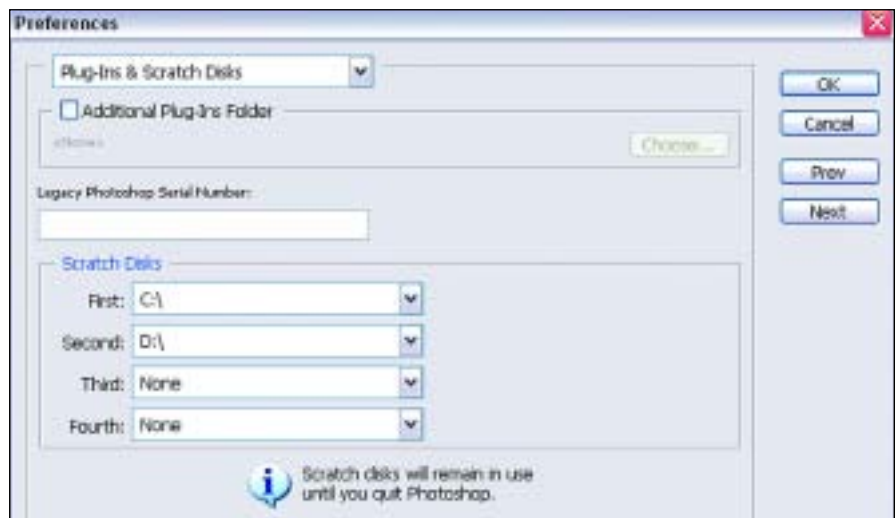 Preferences
Plug-Ins & Scratch Disks
OK
Additional Plug-Ins Folder
Cancel
<None>
Choose...
Prev
Legacy Photoshop Serial Number:
Next
Scratch Disks
First: C:\
Second: D:\
Third: None
Fourth: None
Scratch disks will remain in use
until you quit Photoshop.